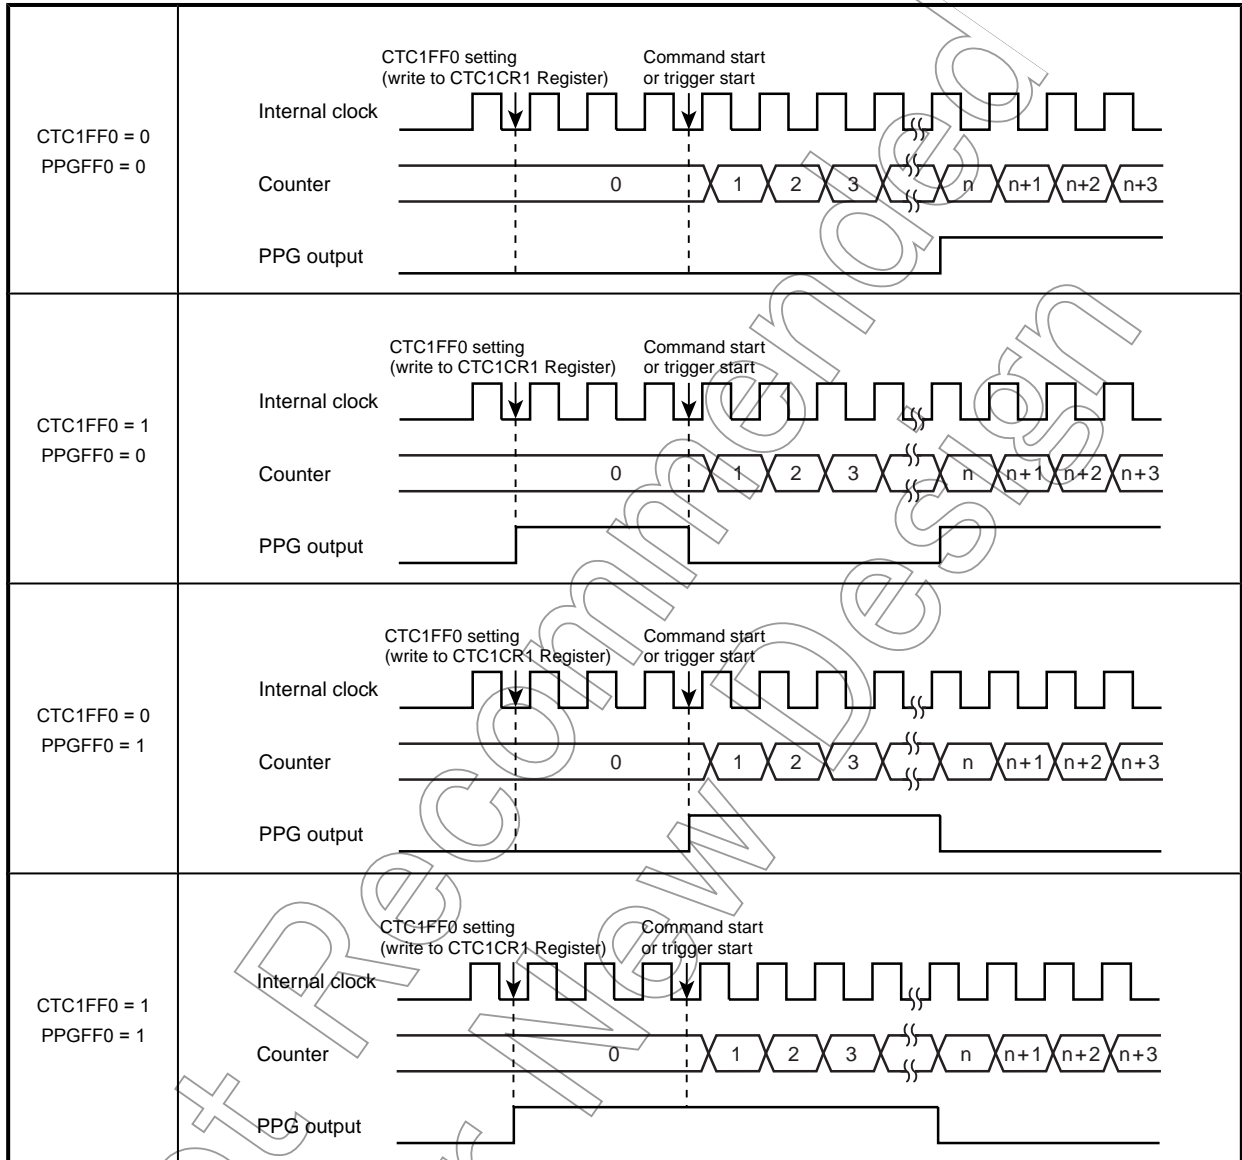 CTC1FF0 = 0
PPGFF0 = 0
CTC1FF0 setting
(write to CTC1CR1 Register)
Command start
or trigger start
Internal clock
Counter
0 1 2 3 n n+1 n+2 n+3
PPG output
CTC1FF0 = 1
PPGFF0 = 0
CTC1FF0 setting
(write to CTC1CR1 Register)
Command start
or trigger start
Internal clock
Counter
0 1 2 3 n n+1 n+2 n+3
PPG output
CTC1FF0 = 0
PPGFF0 = 1
CTC1FF0 setting
(write to CTC1CR1 Register)
Command start
or trigger start
Internal clock
Counter
0 1 2 3 n n+1 n+2 n+3
PPG output
CTC1FF0 = 1
PPGFF0 = 1
CTC1FF0 setting
(write to CTC1CR1 Register)
Command start
or trigger start
Internal clock
Counter
0 1 2 3 n n+1 n+2 n+3
PPG output
Recommended
New Design